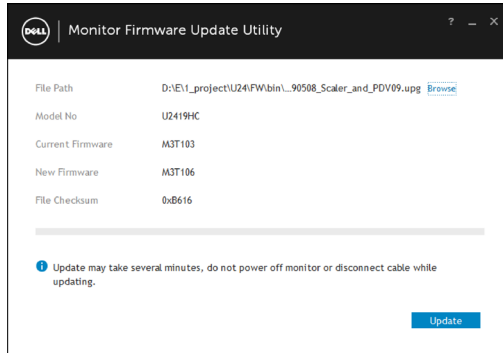 DELL Monitor Firmware Update Utility ? _ X
File Path D:\E\1_project\U24\FW\bin\...90508_Scaler_and_PDV09.upg Browse
Model No U2419HC
Current Firmware M3T103
New Firmware M3T106
File Checksum 0xB616
Update may take several minutes, do not power off monitor or disconnect cable while
updating.
Update